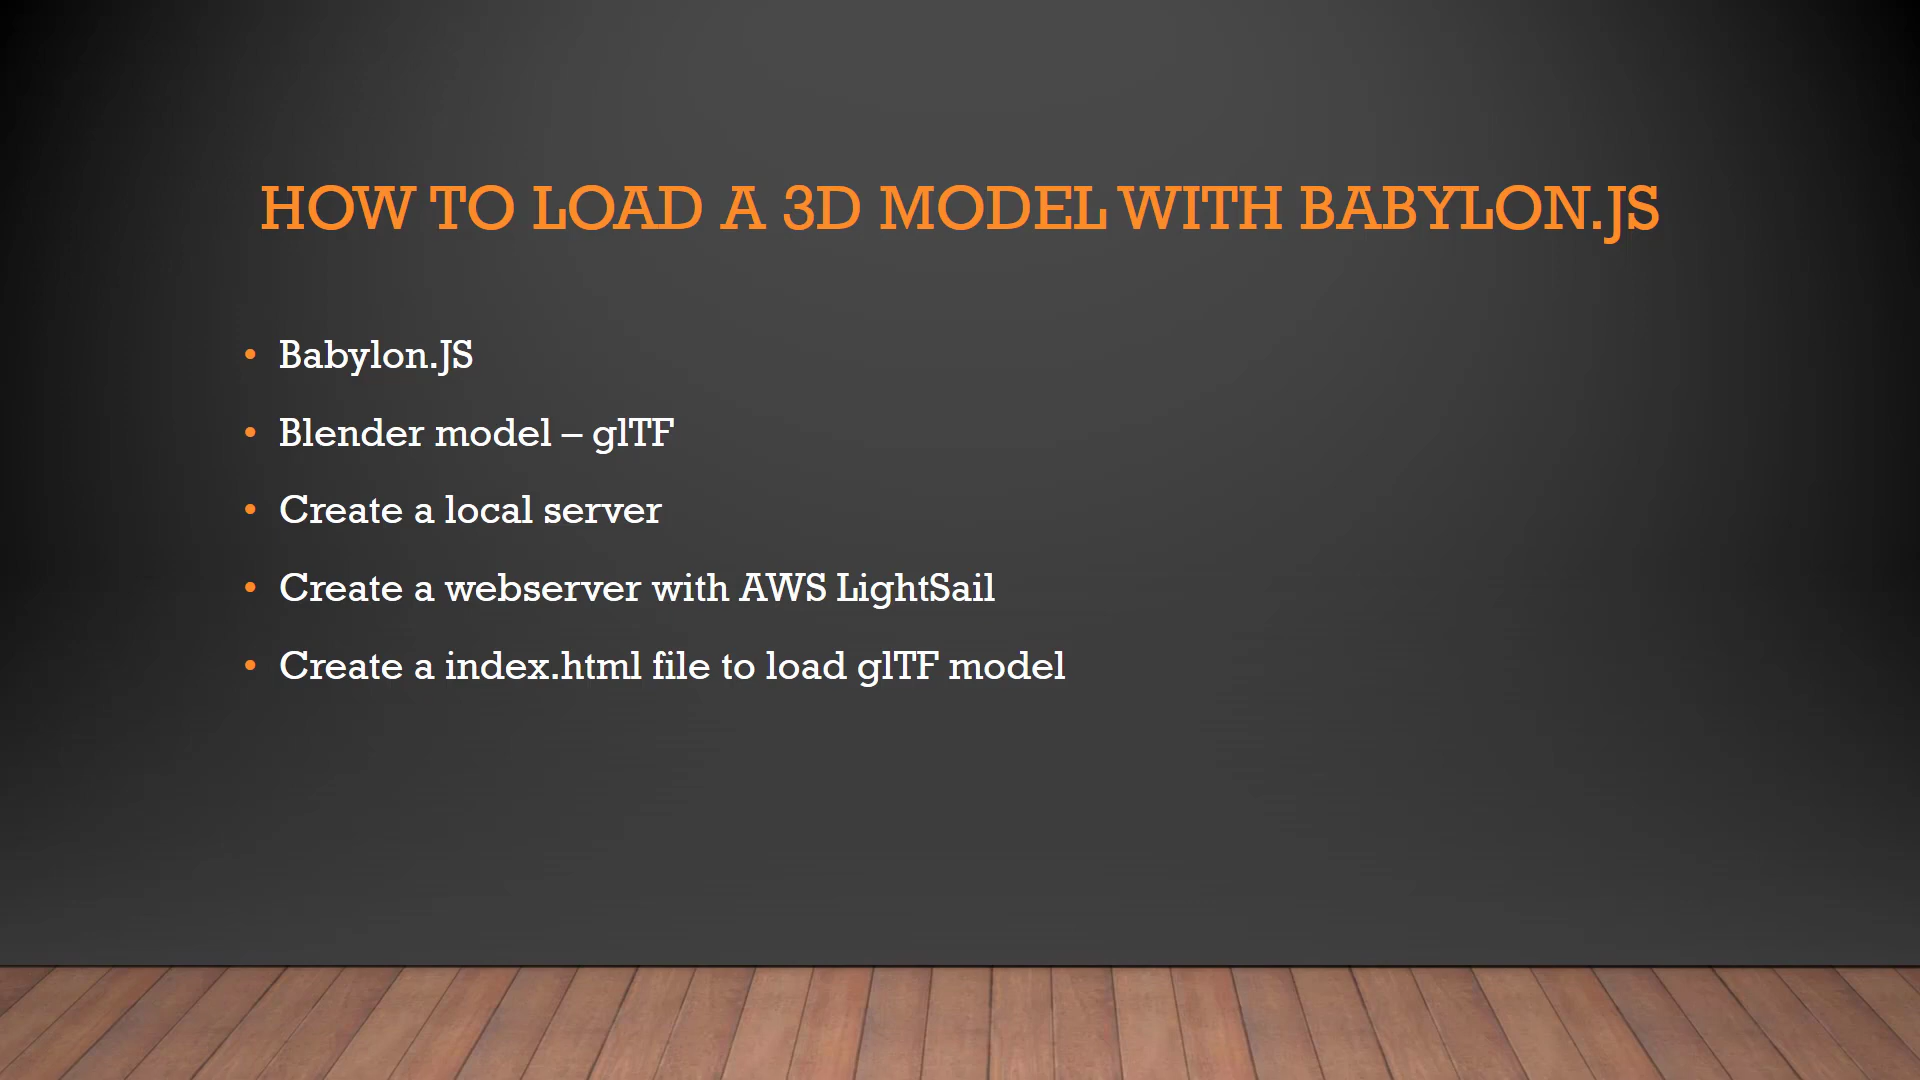 HOW TO LOAD A 3D MODEL WITH BABYLON.JS
• Babylon.JS
• Blender model – glTF
• Create a local server
• Create a webserver with AWS LightSail
• Create a index.html file to load glTF model